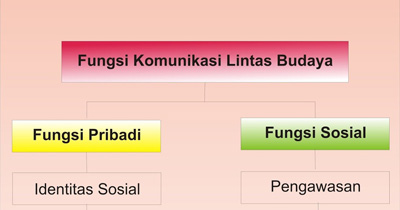 Fungsi Komunikasi Lintas Budaya
Fungsi Pribadi
Fungsi Sosial
Identitas Sosial
Pengawasan